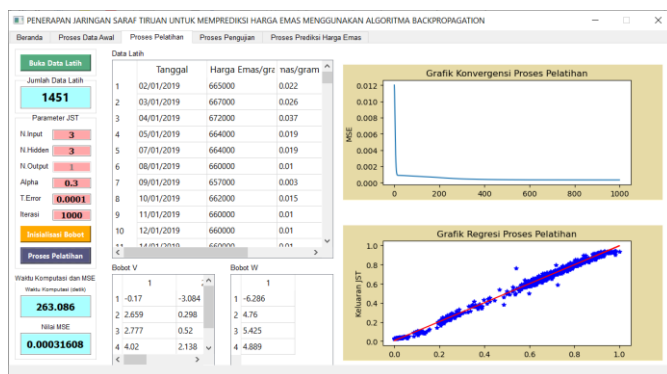 PENERAPAN JARINGAN SARAF TIRUAN UNTUK MEMPREDIKSI HARGA EMAS MENGGUNAKAN ALGORITMA BACKPROPAGATION
Beranda Proses Data Awal Proses Pelatihan Proses Pengujian Proses Prediksi Harga Emas
Buka Data Latih
Jumlah Data Latih
1451
Parameter JST
N.Input 3
N.Hidden 3
N.Output 1
Alpha 0.3
T.Error 0.0001
Iterasi 1000
Inisialisasi Bobot
Proses Pelatihan
Waktu Komputasi dan MSE
Waktu Komputasi (detik)
263.086
Nilai MSE
0.00031608
Data Latih
Tanggal Harga Emas/gra mas/gram
1 02/01/2019 665000 0.022
2 03/01/2019 667000 0.026
3 04/01/2019 672000 0.037
4 05/01/2019 664000 0.019
5 07/01/2019 664000 0.019
6 08/01/2019 660000 0.01
7 09/01/2019 657000 0.003
8 10/01/2019 662000 0.015
9 11/01/2019 660000 0.01
10 12/01/2019 660000 0.01
11 14/01/2019 660000 0.01
Bobot V
1
1 -0.17 -3.084
2 2.659 0.298
3 2.777 0.52
4 4.02 2.138
Bobot W
1
1 -6.286
2 4.76
3 5.425
4 4.889
Grafik Konvergensi Proses Pelatihan
MSE
0.012
0.010
0.008
0.006
0.004
0.002
0.000
0 200 400 600 800 1000
Grafik Regresi Proses Pelatihan
Keluaran JST
1.0
0.8
0.6
0.4
0.2
0.0
0.0 0.2 0.4 0.6 0.8 1.0